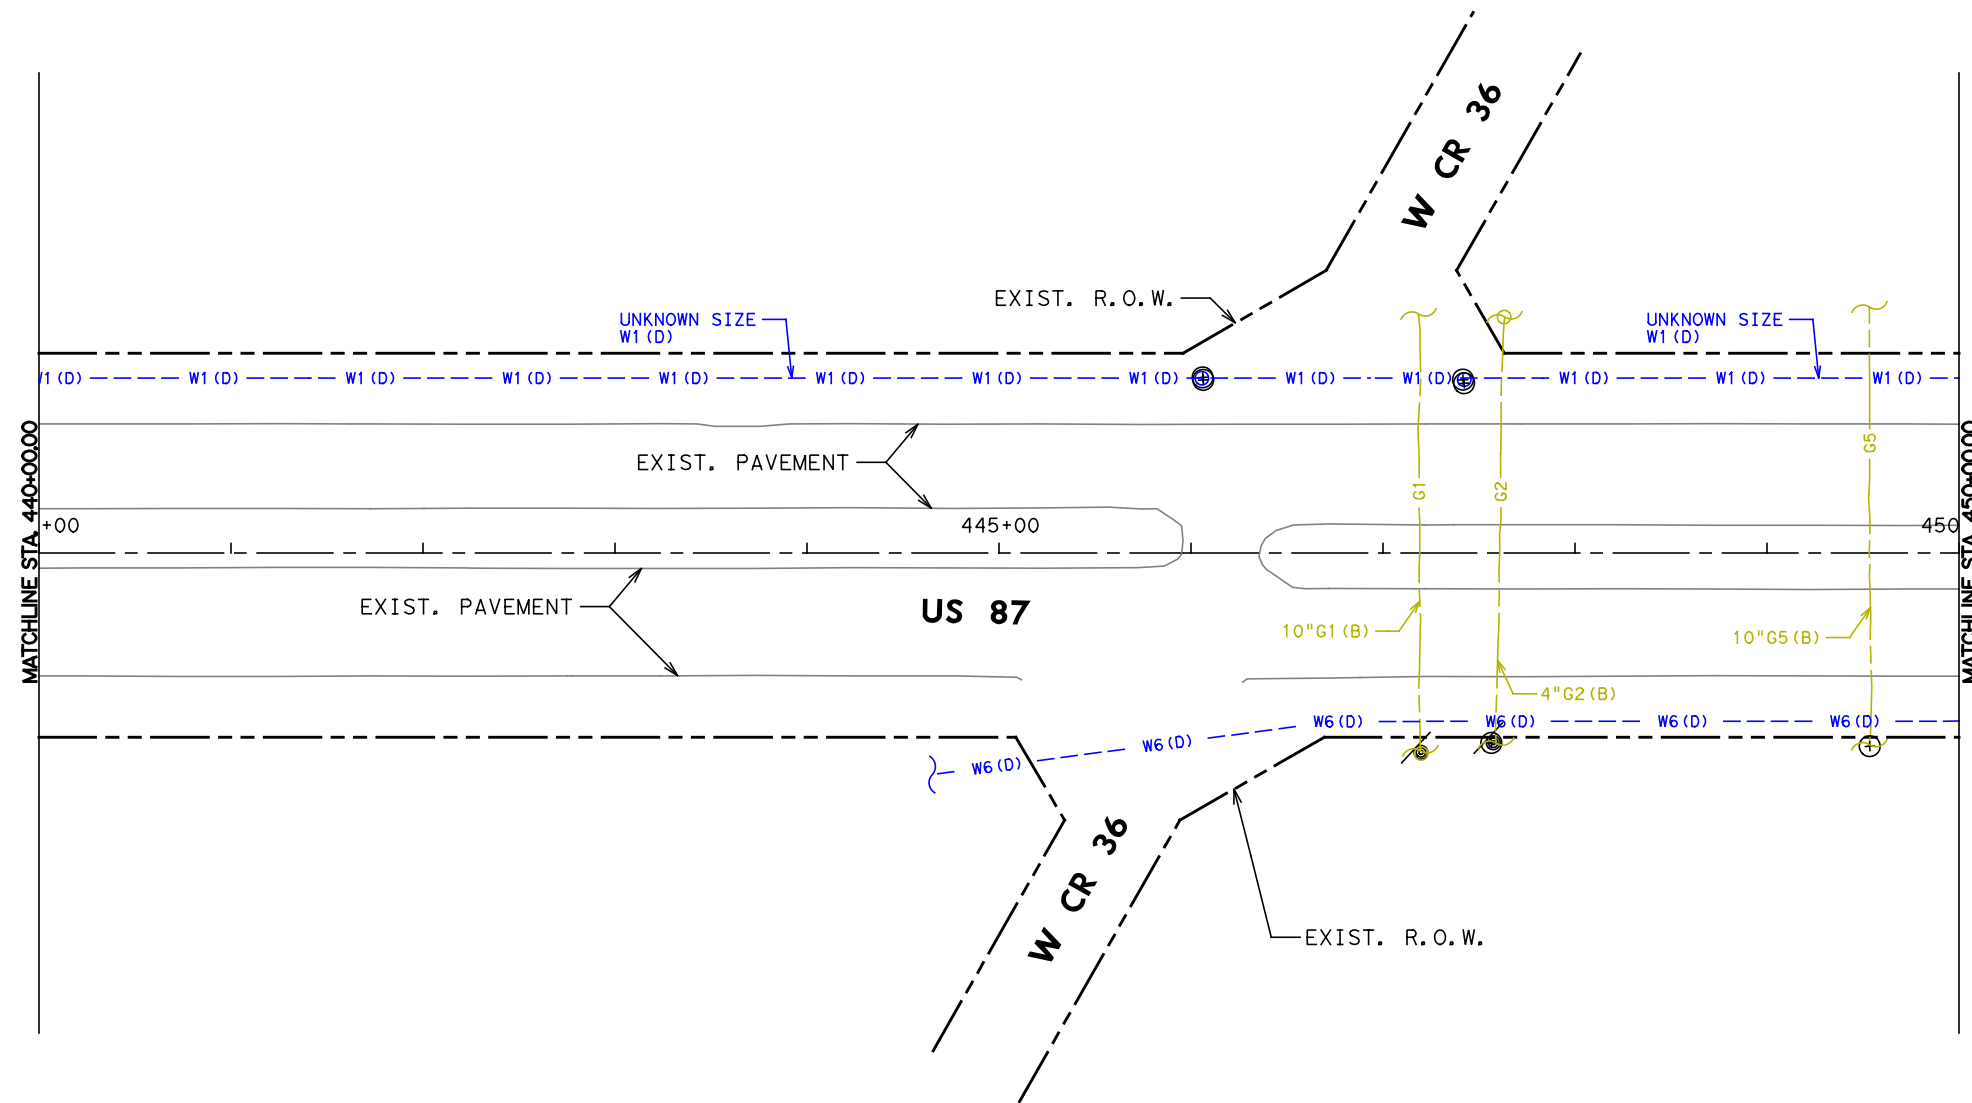 W CR 36
EXIST. R.O.W.
UNKNOWN SIZE
W1(D)
UNKNOWN SIZE
W1(D)
W1(D)
W1(D)
W1(D)
W1(D)
W1(D)
W1(D)
W1(D)
W1(D)
W1(D)
W1(D)
W1(D)
W1(D)
EXIST. PAVEMENT
G5
G1
G2
MATCHLINE STA. 440+00.00
MATCHLINE STA. 450+00.00
+00
445+00
450
EXIST. PAVEMENT
US 87
10"G1(B)
10"G5(B)
4"G2(B)
W6(D)
W6(D)
W6(D)
W6(D)
W6(D)
W6(D)
W CR 36
EXIST. R.O.W.